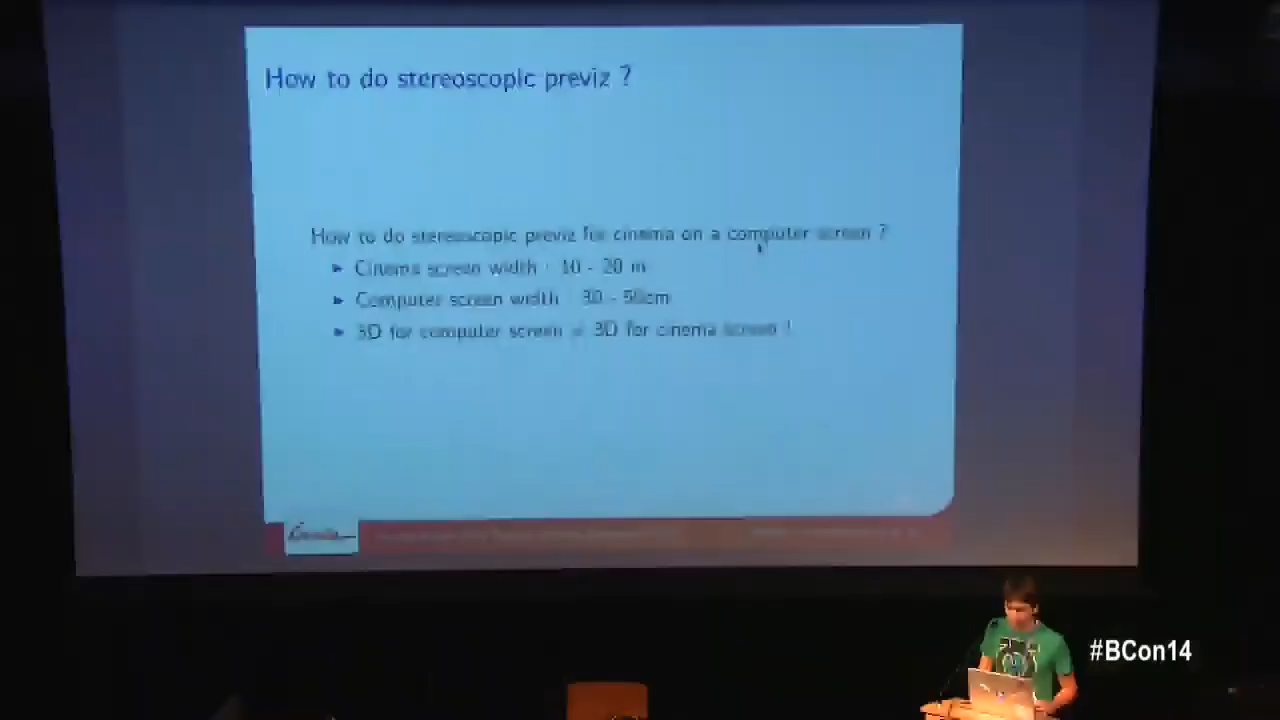 How to do stereoscopic previz ?
How to do stereoscopic previz for cinema on a computer screen ?
Cinema screen width : 10 - 20 m
Computer screen width : 30 - 50cm
3D for computer screen ≠ 3D for cinema screen !
#BCon14